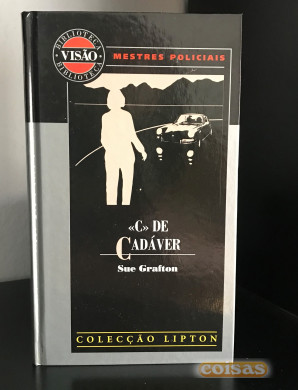 BIBLIOTECA
VISÃO
BIBLIOTECA
MESTRES POLICIAIS
«C» DE
CADÁVER
Sue Grafton
COLECÇÃO LIPTON
coisas